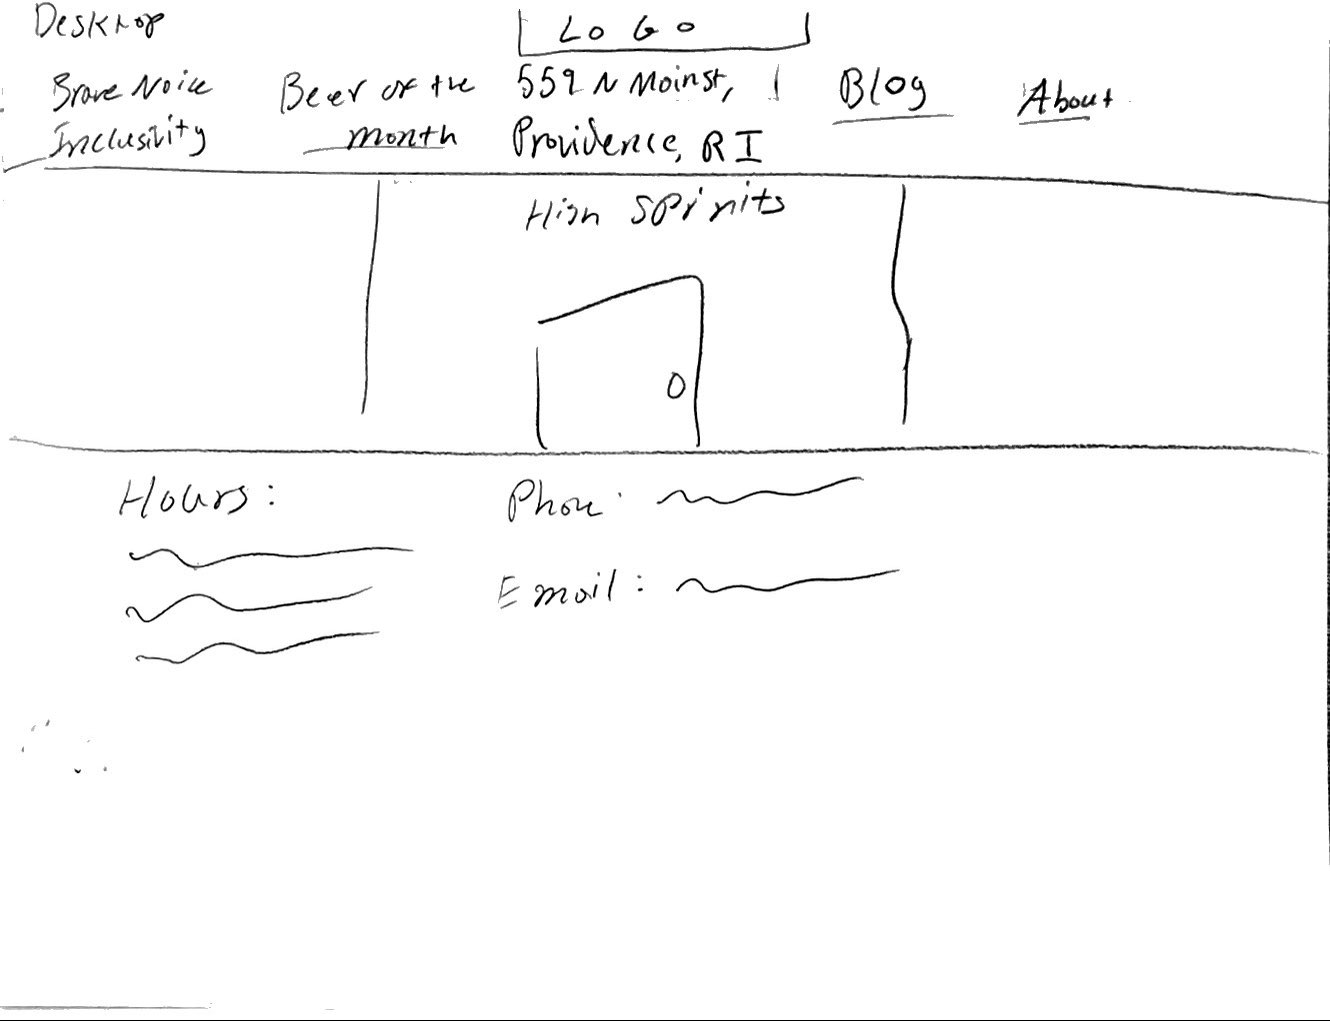 Desktop
LOGO
Brave Noise
Inclusivity
Beer of the
month
559 N Mainst,
Providence, RI
Blog
About
High SPirits
Hours:
Phone:
Email: